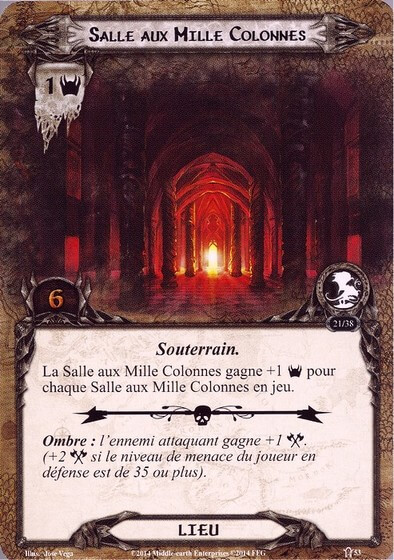 Salle aux Mille Colonnes
1
6
21/38
Souterrain.
La Salle aux Mille Colonnes gagne +1 pour
chaque Salle aux Mille Colonnes en jeu.
Ombre : l'ennemi attaquant gagne +1.
(+2 si le niveau de menace du joueur en
défense est de 35 ou plus).
LIEU
Illus. José Vega
©2014 Middle-earth Enterprises ©2014 FFG
53